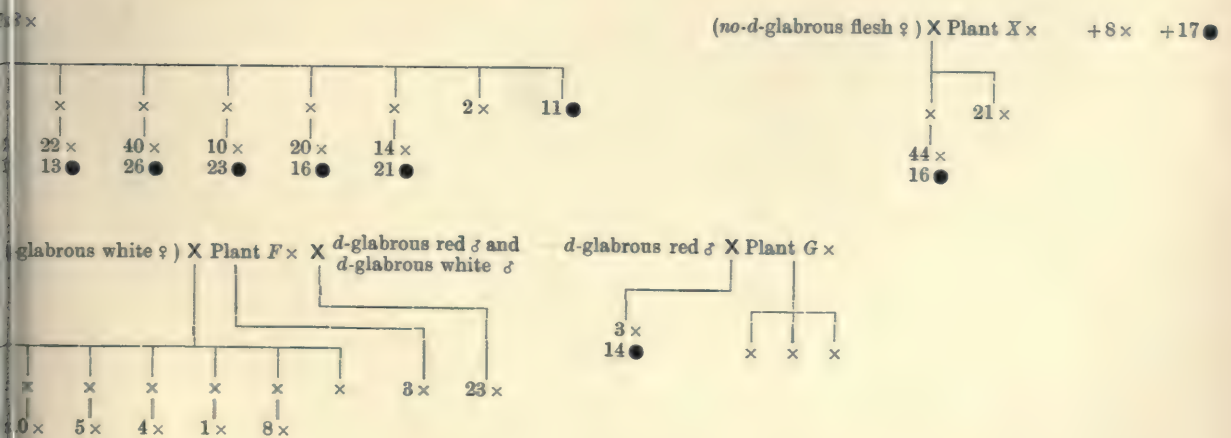 ×
(no-d-glabrous flesh ♀ ) X Plant X × +8 × +17 ●
× × × × × 2 × 11 ●
22 × 40 × 10 × 20 × 14 ×
13 ● 26 ● 23 ● 16 ● 21 ●
× 21 ×
44 ×
16 ●
glabrous white ♀ ) X Plant F × X d-glabrous red ♂ and
d-glabrous white ♂
d-glabrous red ♂ X Plant G ×
3 ×
14 ●
× × ×
× × × × × × 3 × 23 ×
0 × 5 × 4 × 1 × 8 ×